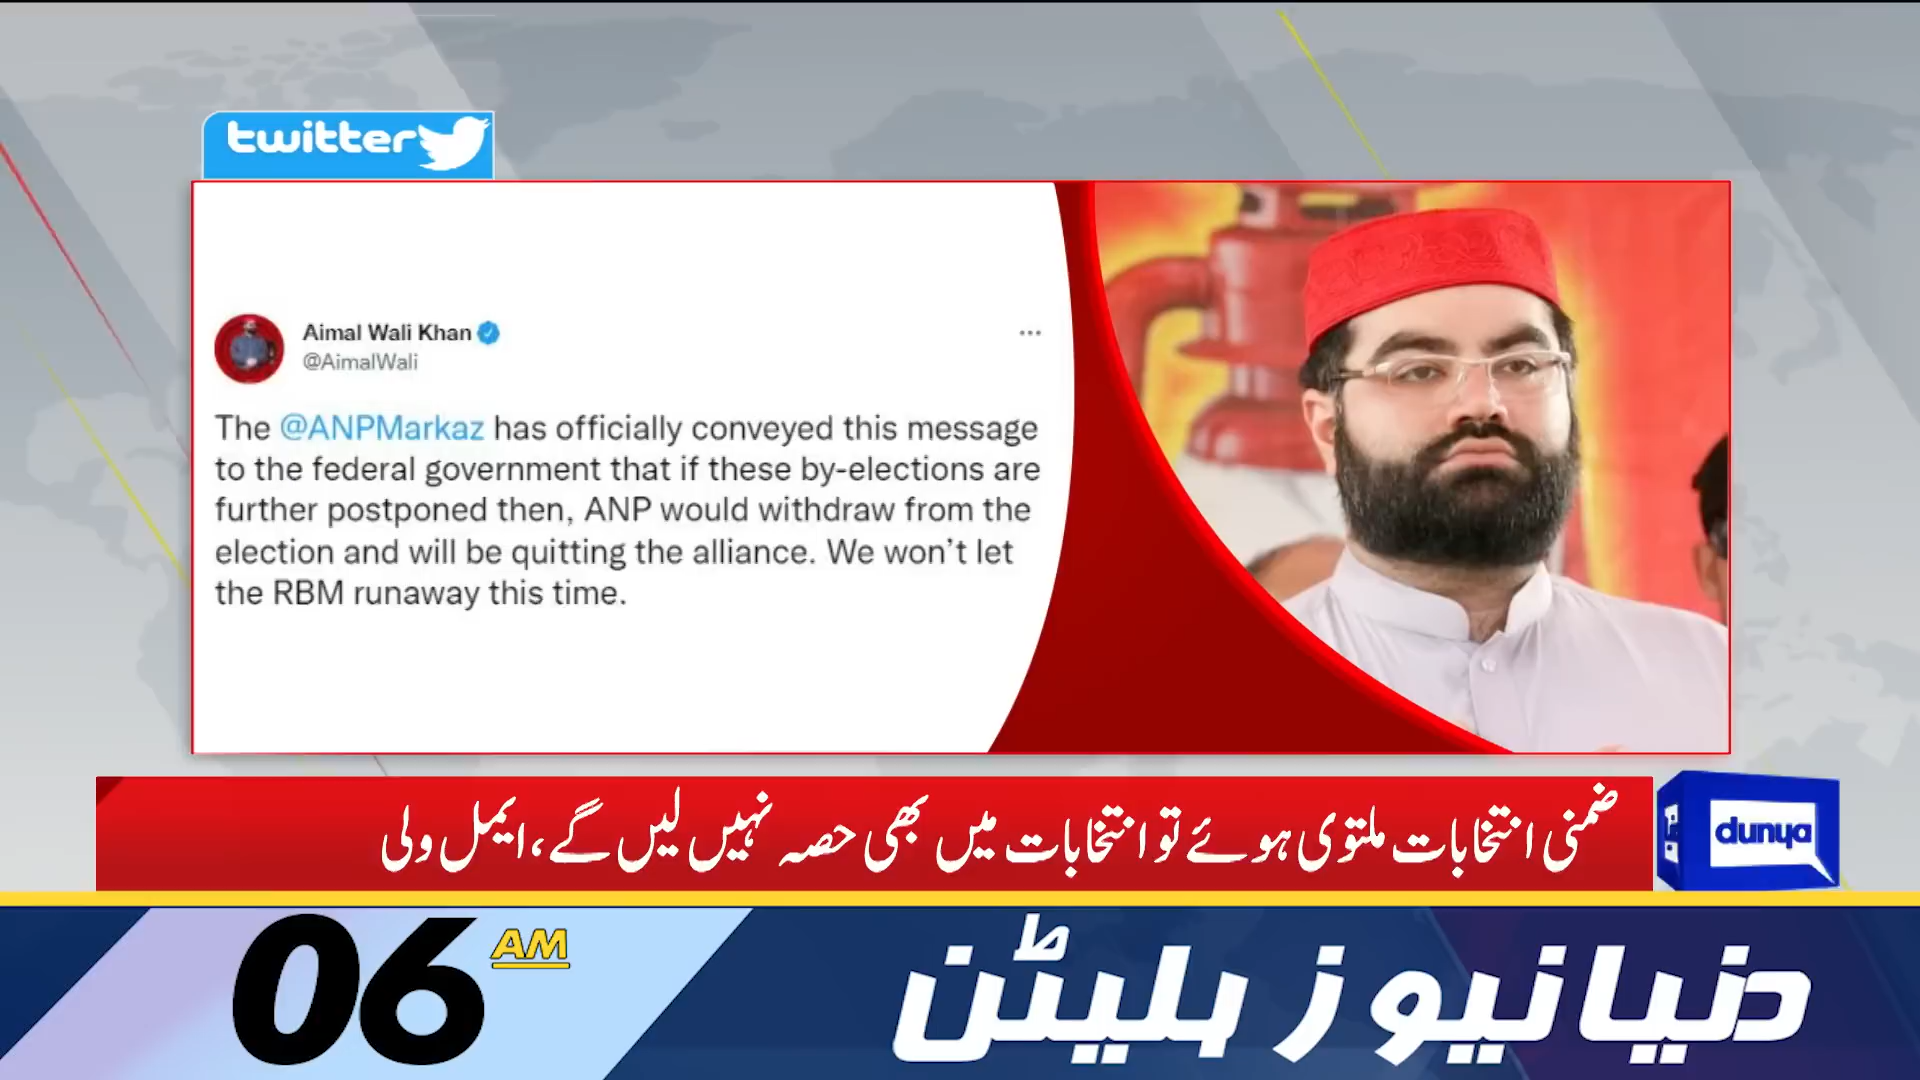 twitter
Aimal Wali Khan
@AimalWali
The @ANPMarkaz has officially conveyed this message
to the federal government that if these by-elections are
further postponed then, ANP would withdraw from the
election and will be quitting the alliance. We won't let
the RBM runaway this time.
ضمنی انتخابات ملتوی ہوئے تو انتخابات میں بھی حصہ نہیں لیں گے، ایمل ولی
dunya
06 AM
دنیا نیوز بلیٹن